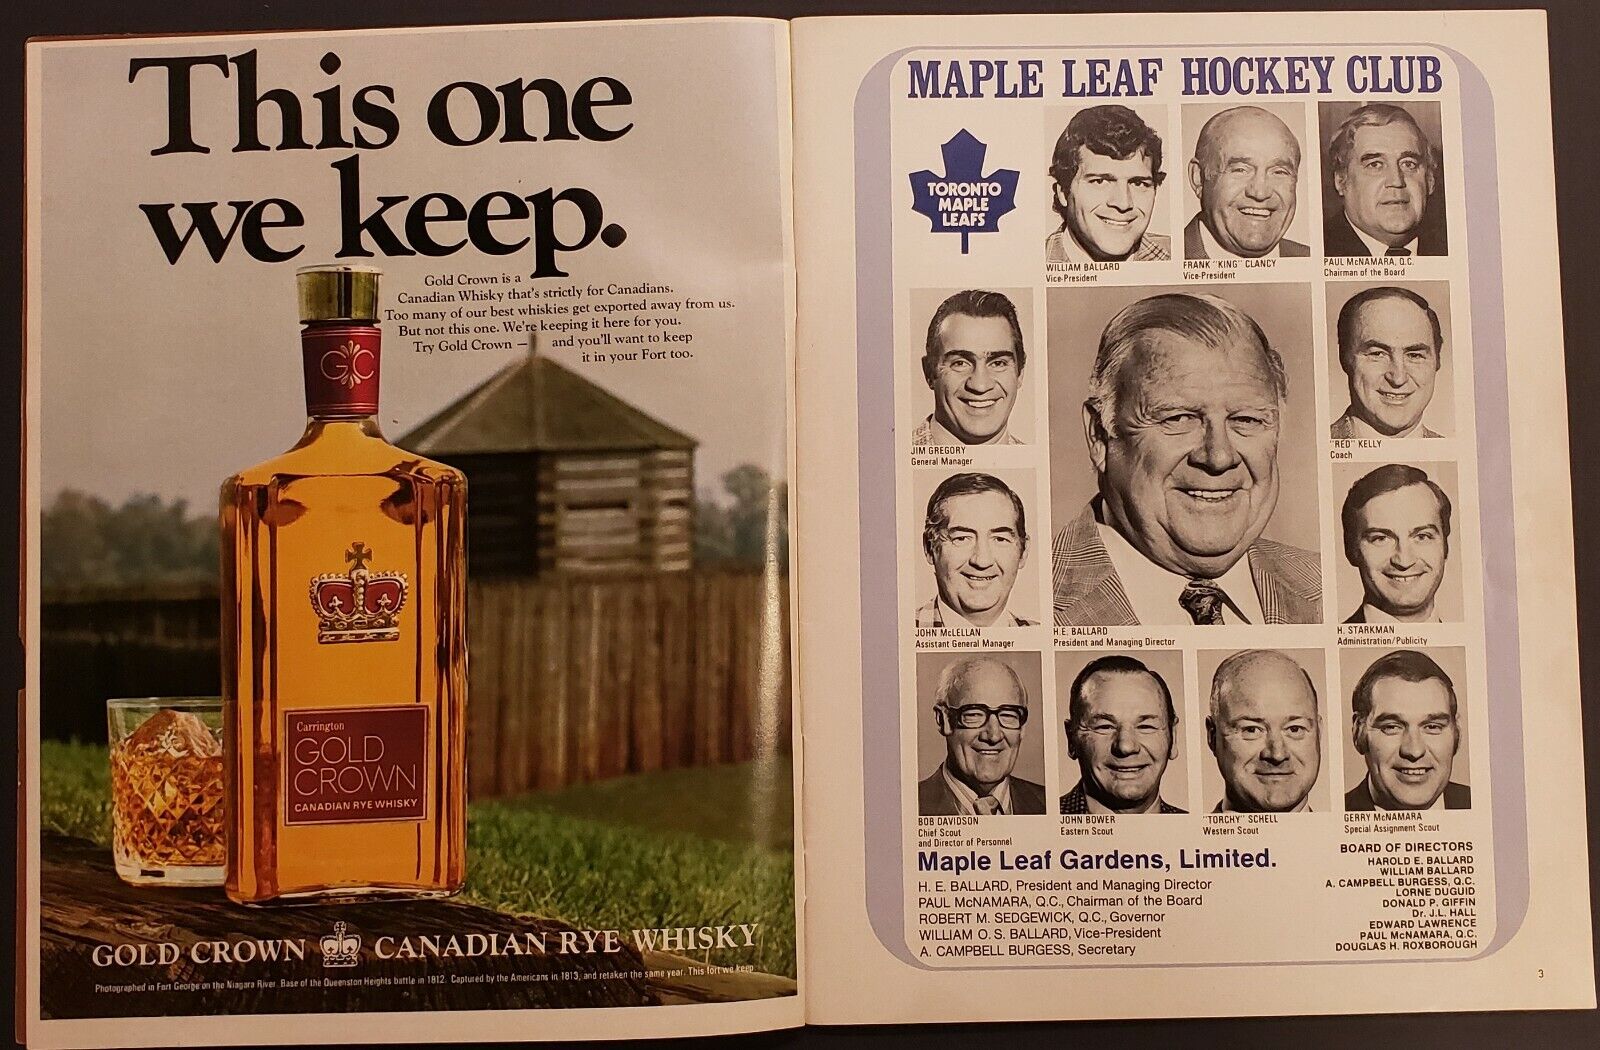 This one
we keep.
Gold Crown is a
Canadian Whisky that's strictly for Canadians.
Too many of our best whiskies get exported away from us.
But not this one. We're keeping it here for you.
Try Gold Crown — and you'll want to keep
it in your Fort too.
GC
Carrington
GOLD
CROWN
CANADIAN RYE WHISKY
GOLD CROWN CANADIAN RYE WHISKY
Photographed in Fort George on the Niagara River. Base of the Queenston Heights battle in 1812. Captured by the Americans in 1813, and retaken the same year. This fort we keep
MAPLE LEAF HOCKEY CLUB
TORONTO
MAPLE
LEAFS
WILLIAM BALLARD
Vice-President
FRANK "KING" CLANCY
Vice-President
PAUL McNAMARA, Q.C.
Chairman of the Board
JIM GREGORY
General Manager
"RED" KELLY
Coach
JOHN McLELLAN
Assistant General Manager
H.E. BALLARD
President and Managing Director
H. STARKMAN
Administration/Publicity
BOB DAVIDSON
Chief Scout
and Director of Personnel
JOHN BOWER
Eastern Scout
"TORCHY" SCHELL
Western Scout
GERRY McNAMARA
Special Assignment Scout
Maple Leaf Gardens, Limited.
H. E. BALLARD, President and Managing Director
PAUL McNAMARA, Q.C., Chairman of the Board
ROBERT M. SEDGEWICK, Q.C., Governor
WILLIAM O. S. BALLARD, Vice-President
A. CAMPBELL BURGESS, Secretary
BOARD OF DIRECTORS
HAROLD E. BALLARD
WILLIAM BALLARD
A. CAMPBELL BURGESS, Q.C.
LORNE DUGUID
DONALD P. GIFFIN
Dr. J.L. HALL
EDWARD LAWRENCE
PAUL McNAMARA, Q.C.
DOUGLAS H. ROXBOROUGH
3